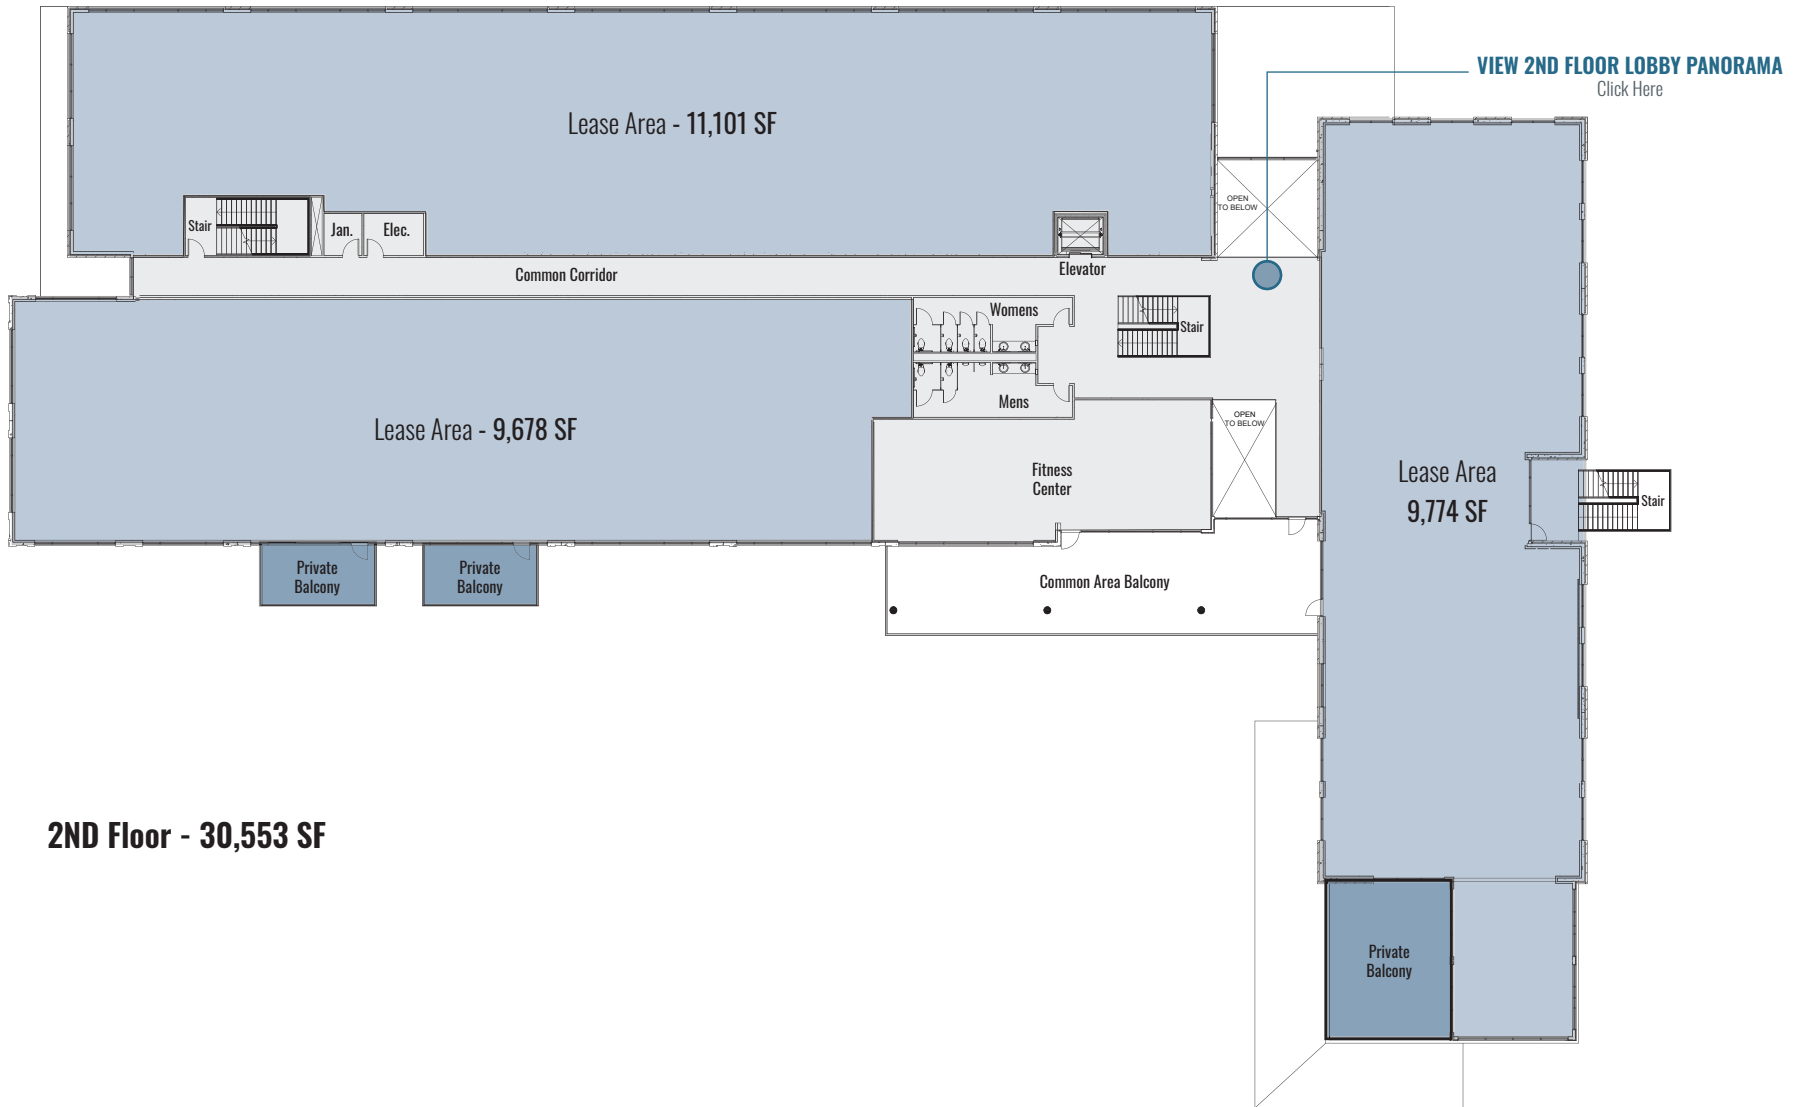 VIEW 2ND FLOOR LOBBY PANORAMA
Click Here
Lease Area - 11,101 SF
OPEN
TO BELOW
Stair
Jan.
Elec.
Common Corridor
Elevator
Womens
Stair
Mens
OPEN
TO BELOW
Lease Area - 9,678 SF
Fitness
Center
Lease Area
9,774 SF
Stair
Private
Balcony
Private
Balcony
Common Area Balcony
2ND Floor - 30,553 SF
Private
Balcony